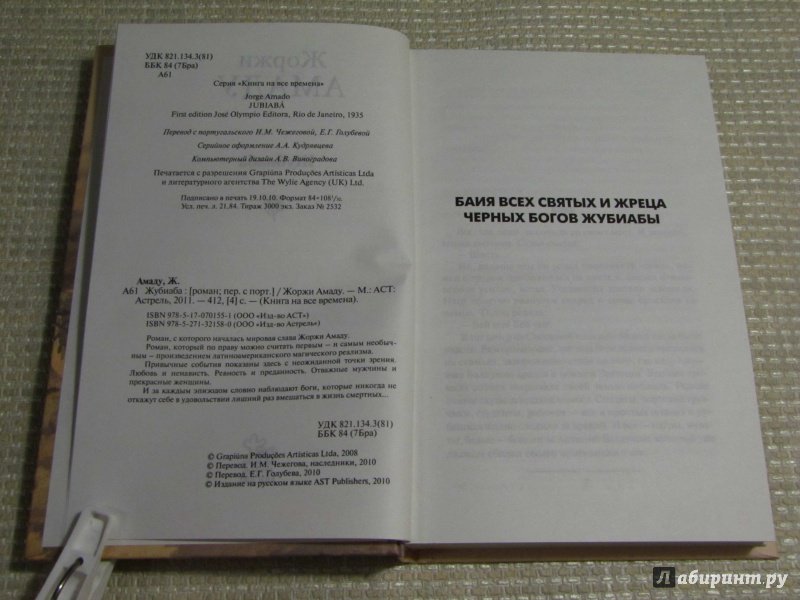 УДК 821.134.3(81)
ББК 84 (7Бра)
А61
Серия «Книга на все времена»
Jorge Amado
JUBIABÁ
First edition José Olympio Editora, Rio de Janeiro, 1935
Перевод с португальского И.М. Чежеговой, Е.Г. Голубевой
Серийное оформление А.А. Кудрявцева
Компьютерный дизайн А.В. Виноградова
Печатается с разрешения Grapiúna Produções Artísticas Ltda
и литературного агентства The Wylie Agency (UK) Ltd.
Подписано в печать 19.10.10. Формат 84×108¹/₃₂.
Усл. печ. л. 21,84. Тираж 3000 экз. Заказ № 2532
Амаду, Ж.
А61 Жубиаба : [роман; пер. с порт.] / Жоржи Амаду. — М.: АСТ:
Астрель, 2011. — 412, [4] с. — (Книга на все времена).
ISBN 978-5-17-070155-1 (ООО «Изд-во АСТ»)
ISBN 978-5-271-32158-0 (ООО «Изд-во Астрель»)
Роман, с которого началась мировая слава Жоржи Амаду.
Роман, который по праву можно считать первым – и самым необыч-
ным – произведением латиноамериканского магического реализма.
Привычные события показаны здесь с неожиданной точки зрения.
Любовь и ненависть. Ревность и преданность. Отважные мужчины и
прекрасные женщины.
И за каждым эпизодом словно наблюдают боги, которые никогда не
откажут себе в удовольствии лишний раз вмешаться в жизнь смертных...
УДК 821.134.3(81)
ББК 84 (7Бра)
© Grapiúna Produções Artísticas Ltda, 2008
© Перевод. И.М. Чежегова, наследники, 2010
© Перевод. Е.Г. Голубева, 2010
© Издание на русском языке AST Publishers, 2010
БАИЯ ВСЕХ СВЯТЫХ И ЖРЕЦА
ЧЕРНЫХ БОГОВ ЖУБИАБЫ
Лабиринт.ру